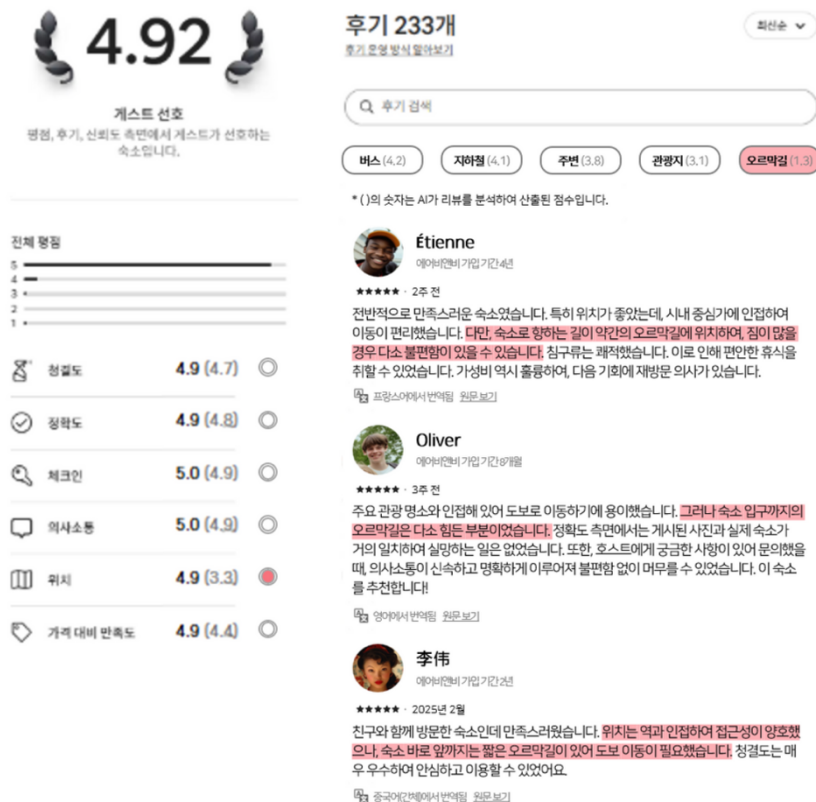 4.92
게스트 선호
평점, 후기, 신뢰도 측면에서 게스트가 선호하는
숙소입니다.
전체 평점
5
4
3
2
1
청결도 4.9 (4.7)
정확도 4.9 (4.8)
체크인 5.0 (4.9)
의사소통 5.0 (4.9)
위치 4.9 (3.3)
가격 대비 만족도 4.9 (4.4)
후기 233개
최신순
후기 운영 방식 알아보기
후기 검색
버스 (4.2) 지하철 (4.1) 주변 (3.8) 관광지 (3.1) 오르막길 (1.3)
* ( )의 숫자는 AI가 리뷰를 분석하여 산출된 점수입니다.
Étienne
에어비앤비 가입 기간 4년
★★★★★ · 2주 전
전반적으로 만족스러운 숙소였습니다. 특히 위치가 좋았는데, 시내 중심가에 인접하여
이동이 편리했습니다. 다만, 숙소로 향하는 길이 약간의 오르막길에 위치하여, 짐이 많을
경우 다소 불편함이 있을 수 있습니다. 침구류는 쾌적했습니다. 이로 인해 편안한 휴식을
취할 수 있었습니다. 가성비 역시 훌륭하여, 다음 기회에 재방문 의사가 있습니다.
프랑스어에서 번역됨 원문 보기
Oliver
에어비앤비 가입 기간 8개월
★★★★★ · 3주 전
주요 관광 명소와 인접해 있어 도보로 이동하기에 용이했습니다. 그러나 숙소 입구까지의
오르막길은 다소 힘든 부분이었습니다. 정확도 측면에서는 게시된 사진과 실제 숙소가
거의 일치하여 실망하는 일은 없었습니다. 또한, 호스트에게 궁금한 사항이 있어 문의했을
때, 의사소통이 신속하고 명확하게 이루어져 불편함 없이 머무를 수 있었습니다. 이 숙소
를 추천합니다!
영어에서 번역됨 원문 보기
李伟
에어비앤비 가입 기간 2년
★★★★★ · 2025년 2월
친구와 함께 방문한 숙소인데 만족스러웠습니다. 위치는 역과 인접하여 접근성이 양호했
으나, 숙소 바로 앞까지는 짧은 오르막길이 있어 도보 이동이 필요했습니다. 청결도는 매
우 우수하여 안심하고 이용할 수 있었어요.
중국어(간체)에서 번역됨 원문 보기